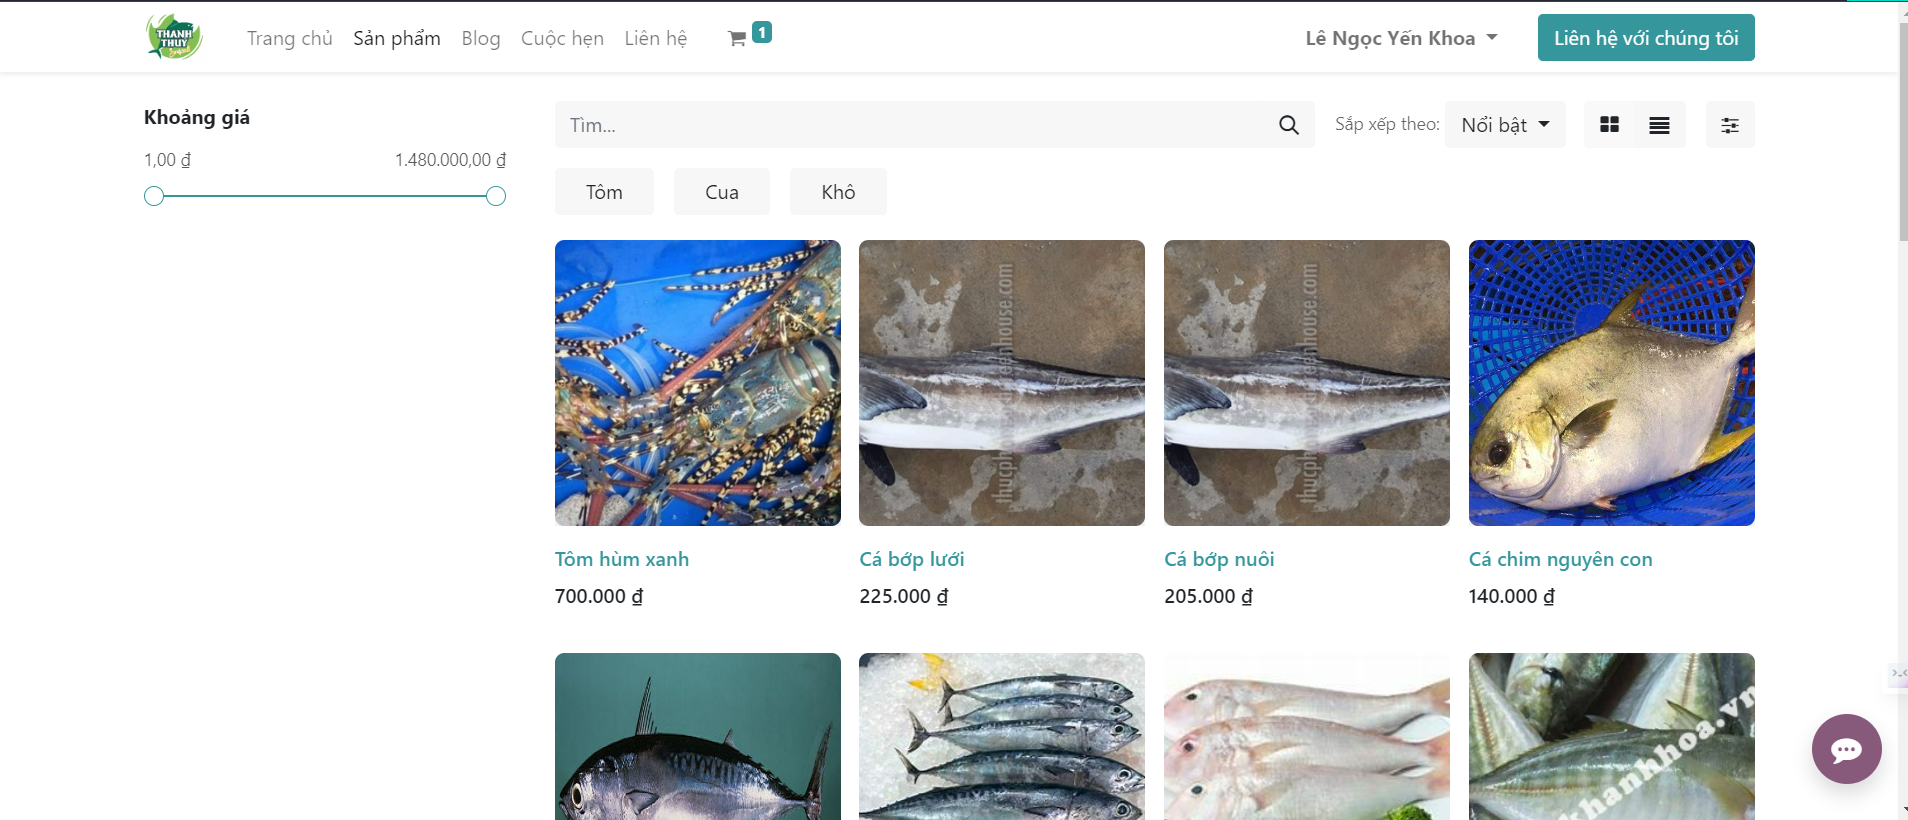 THANH
THUY
Trang chủ
Sản phẩm
Blog
Cuộc hẹn
Liên hệ
1
Lê Ngọc Yến Khoa
Liên hệ với chúng tôi
Khoảng giá
1,00 ₫
1.480.000,00 ₫
Tìm...
Sắp xếp theo:
Nổi bật
Tôm
Cua
Khô
Tôm hùm xanh
700.000 ₫
Cá bớp lưới
225.000 ₫
Cá bớp nuôi
205.000 ₫
Cá chim nguyên con
140.000 ₫
khanhhoa.vn